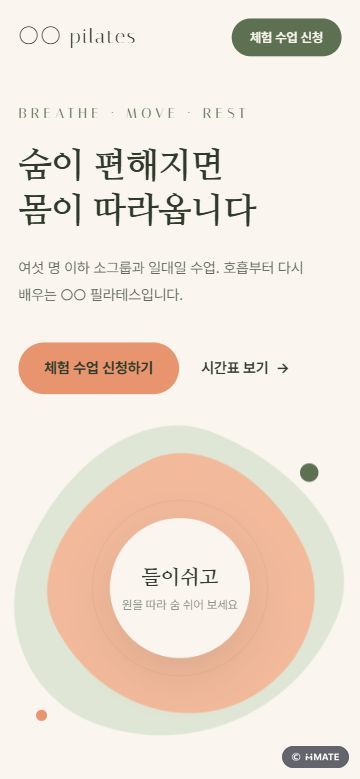 〇〇 pilates
체험 수업 신청
BREATHE · MOVE · REST
숨이 편해지면
몸이 따라옵니다
여섯 명 이하 소그룹과 일대일 수업. 호흡부터 다시
배우는 〇〇 필라테스입니다.
체험 수업 신청하기
시간표 보기 →
들이쉬고
원을 따라 숨 쉬어 보세요
© HMATE